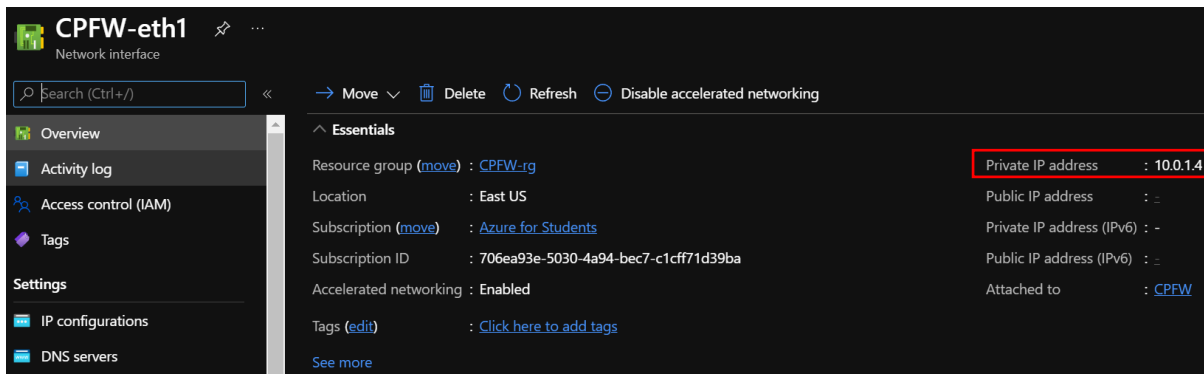 CPFW-eth1
Network interface
Search (Ctrl+/)
«
Overview
Activity log
Access control (IAM)
Tags
Settings
IP configurations
DNS servers
Move Delete Refresh Disable accelerated networking
Essentials
Resource group (move) : CPFW-rg
Location : East US
Subscription (move) : Azure for Students
Subscription ID : 706ea93e-5030-4a94-bec7-c1cff71d39ba
Accelerated networking : Enabled
Tags (edit) : Click here to add tags
See more
Private IP address : 10.0.1.4
Public IP address : -
Private IP address (IPv6) : -
Public IP address (IPv6) : -
Attached to : CPFW